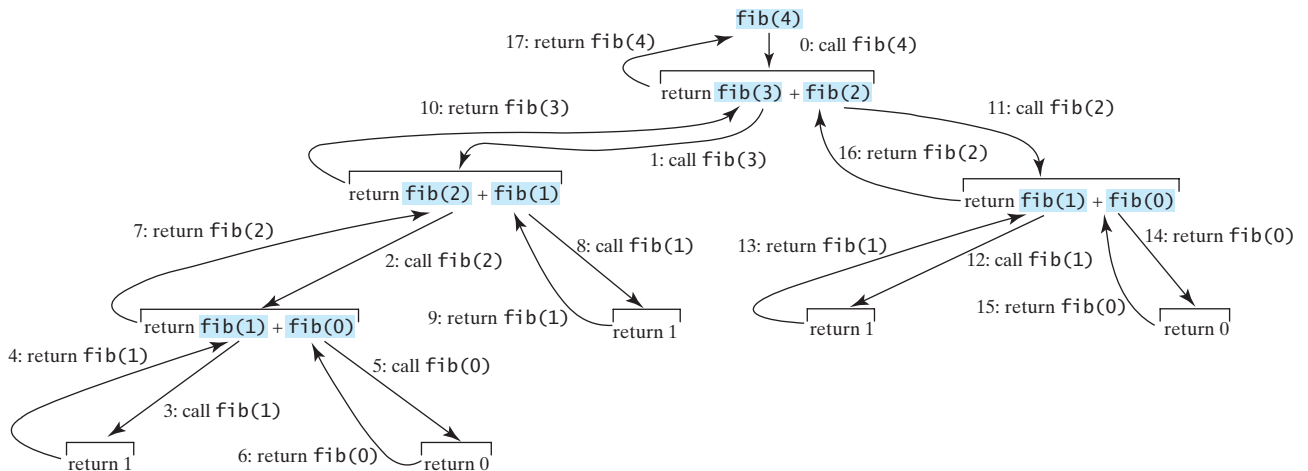 fib(4)
17: return fib(4)
0: call fib(4)
return fib(3) + fib(2)
10: return fib(3)
11: call fib(2)
1: call fib(3)
16: return fib(2)
return fib(2) + fib(1)
return fib(1) + fib(0)
7: return fib(2)
8: call fib(1)
13: return fib(1)
14: return fib(0)
2: call fib(2)
12: call fib(1)
9: return fib(1)
15: return fib(0)
return fib(1) + fib(0)
return 1
return 1
return 0
4: return fib(1)
5: call fib(0)
3: call fib(1)
6: return fib(0)
return 1
return 0